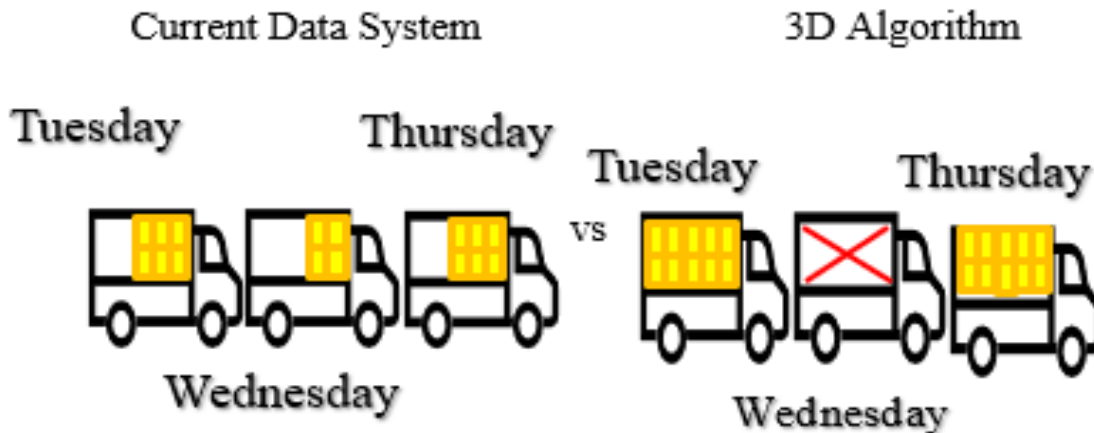 Current Data System
3D Algorithm
Tuesday
Thursday
Wednesday
vs
Tuesday
Thursday
Wednesday